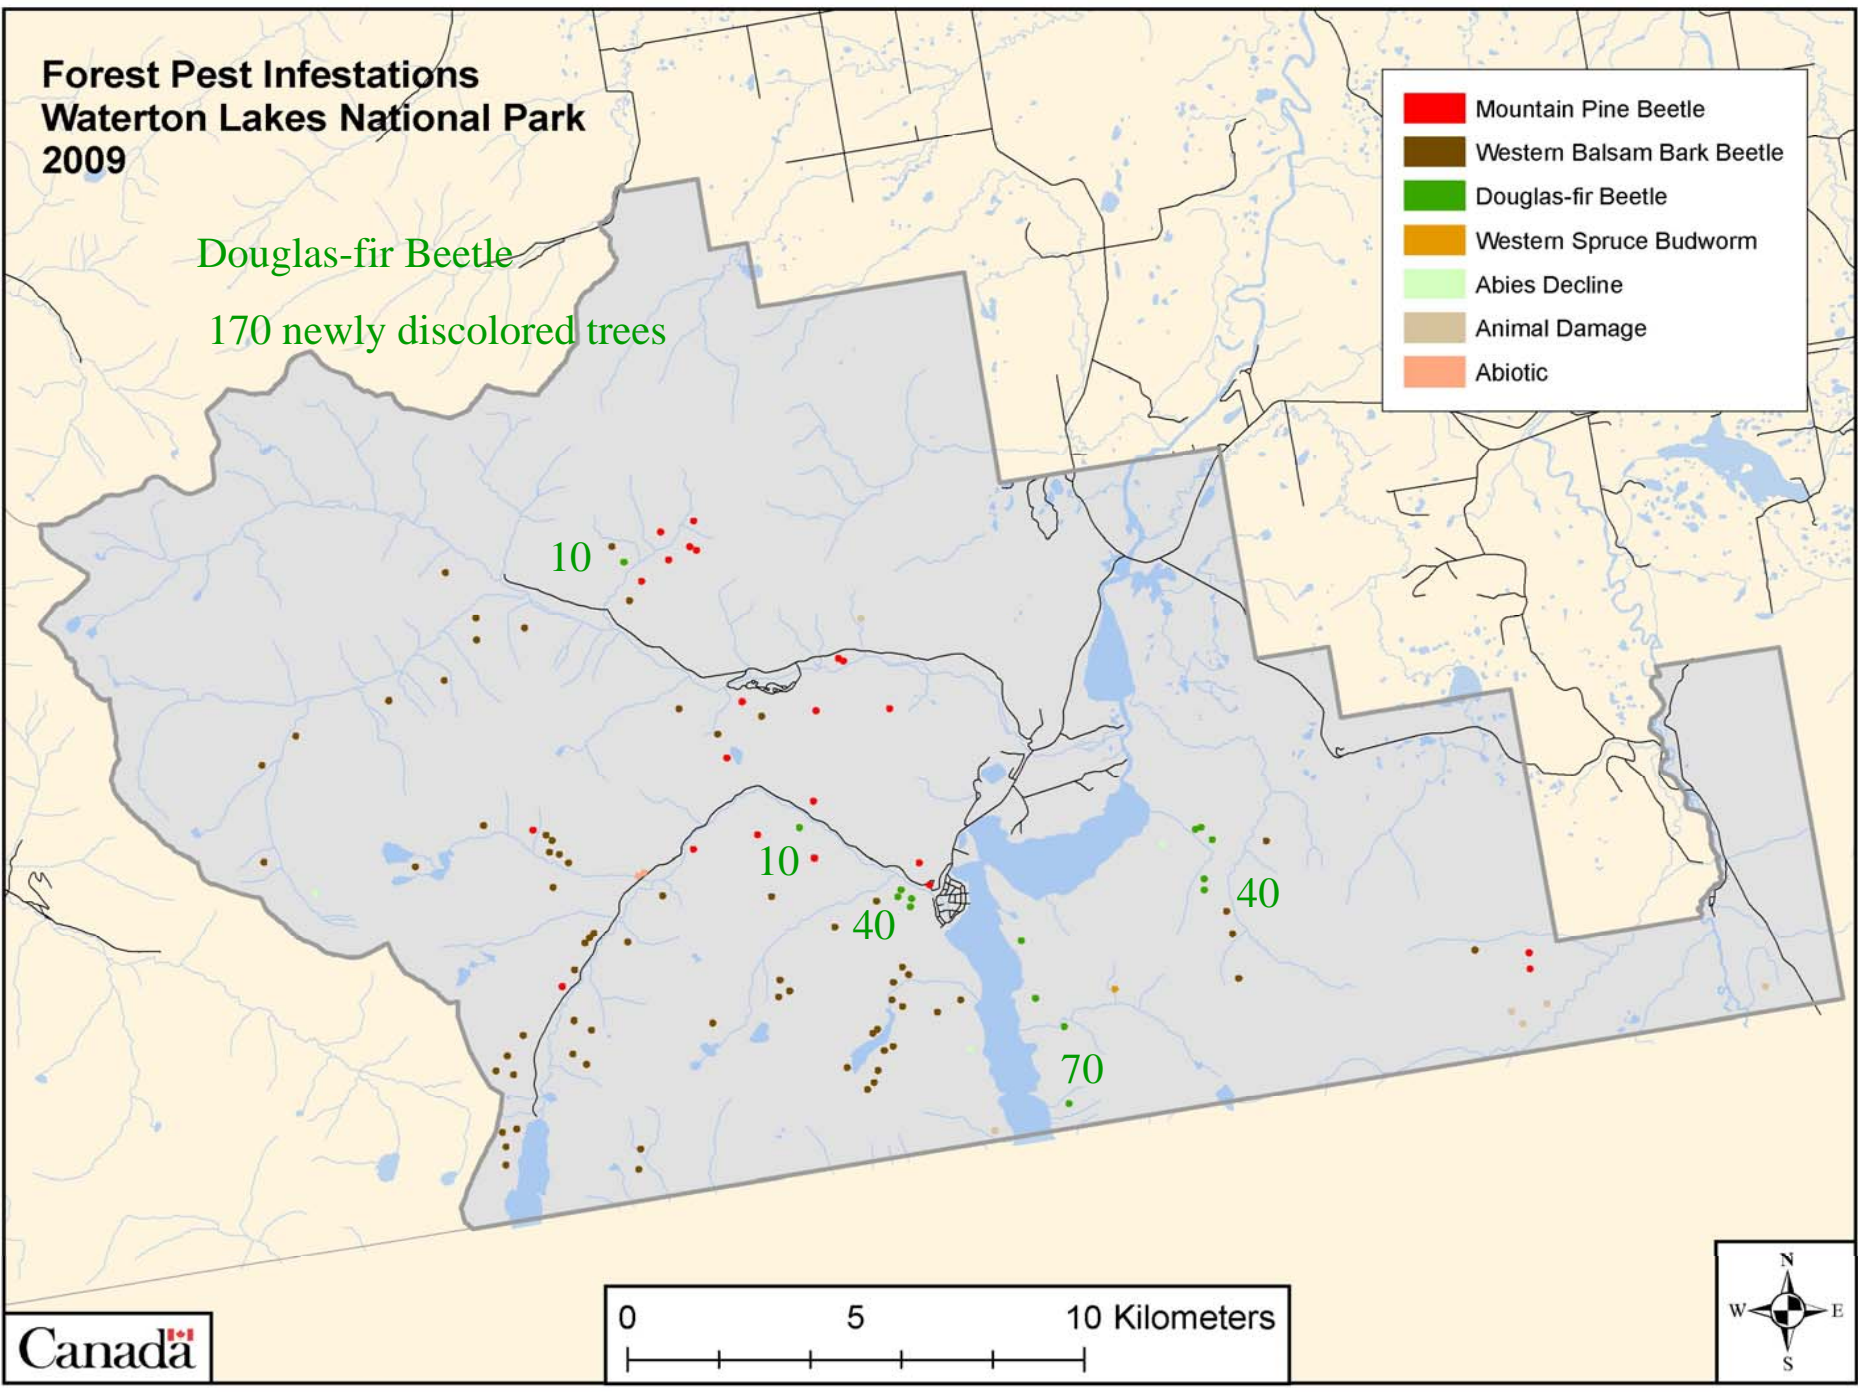 Forest Pest Infestations
Waterton Lakes National Park
2009
Mountain Pine Beetle
Western Balsam Bark Beetle
Douglas-fir Beetle
Western Spruce Budworm
Abies Decline
Animal Damage
Abiotic
Douglas-fir Beetle
170 newly discolored trees
10
10
40
40
70
0 5 10 Kilometers
Canada
N
W E
S